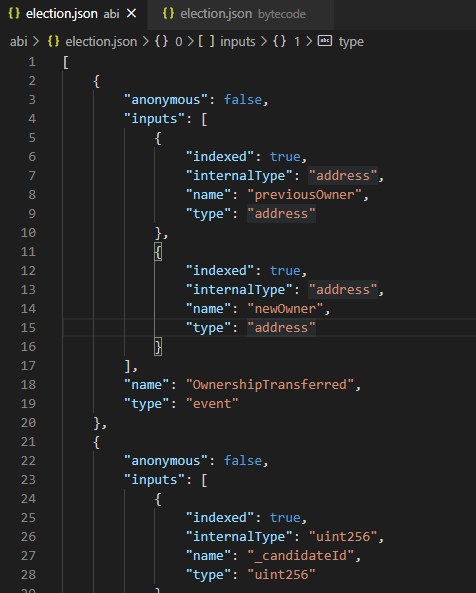 {} election.json abi ×
{} election.json bytecode
abi > {} election.json > {} 0 > [ ] inputs > {} 1 > abc type
1 [
2 {
3 "anonymous": false,
4 "inputs": [
5 {
6 "indexed": true,
7 "internalType": "address",
8 "name": "previousOwner",
9 "type": "address"
10 },
11 {
12 "indexed": true,
13 "internalType": "address",
14 "name": "newOwner",
15 "type": "address"
16 }
17 ],
18 "name": "OwnershipTransferred",
19 "type": "event"
20 },
21 {
22 "anonymous": false,
23 "inputs": [
24 {
25 "indexed": true,
26 "internalType": "uint256",
27 "name": "_candidateId",
28 "type": "uint256"